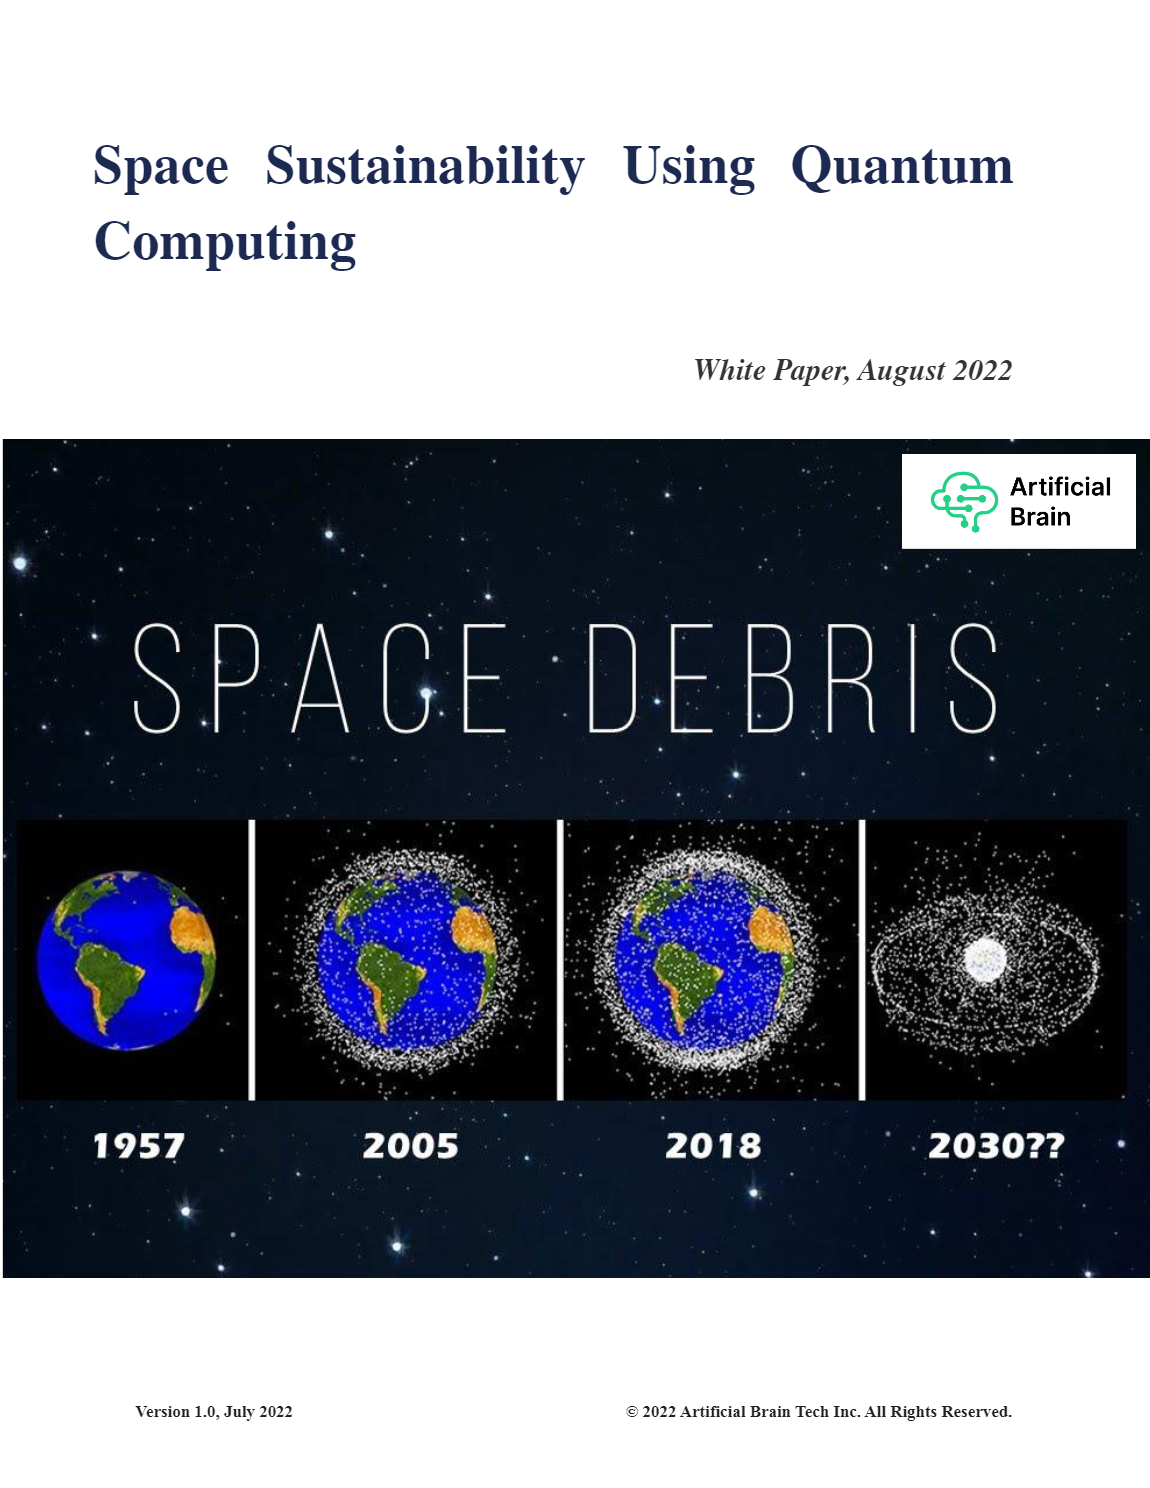 Space Sustainability Using Quantum
Computing
White Paper, August 2022
Artificial
Brain
SPACE DEBRIS
1957
2005
2018
2030??
Version 1.0, July 2022
© 2022 Artificial Brain Tech Inc. All Rights Reserved.